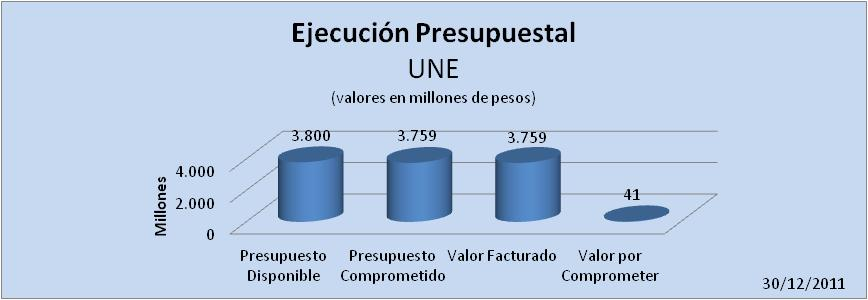 Ejecución Presupuestal
UNE
(valores en millones de pesos)
3.800
3.759
3.759
41
4.000
2.000
0
Millones
Presupuesto Disponible
Presupuesto Comprometido
Valor Facturado
Valor por Comprometer
30/12/2011